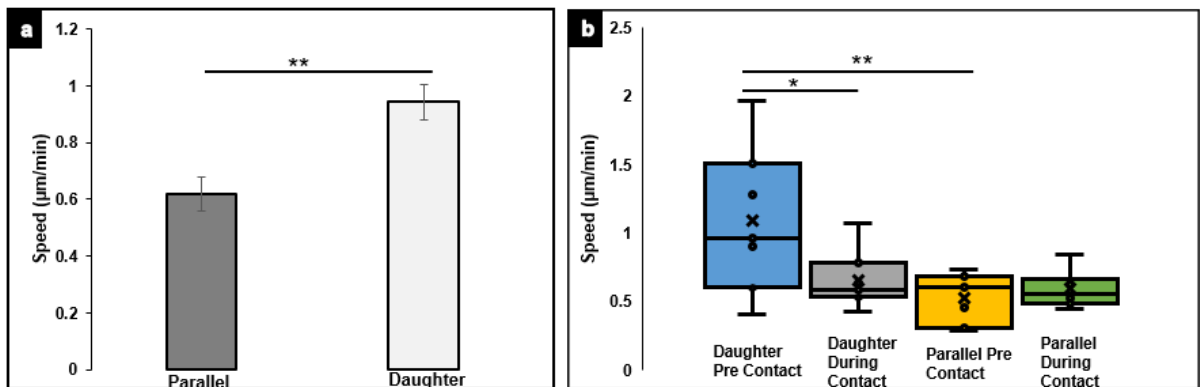 a
1.2
1
0.8
0.6
0.4
0.2
0
Speed (µm/min)
**
Parallel
Daughter
b
2.5
2
1.5
1
0.5
0
Speed (µm/min)
**
*
Daughter
Pre Contact
Daughter
During
Contact
Parallel Pre
Contact
Parallel
During
Contact